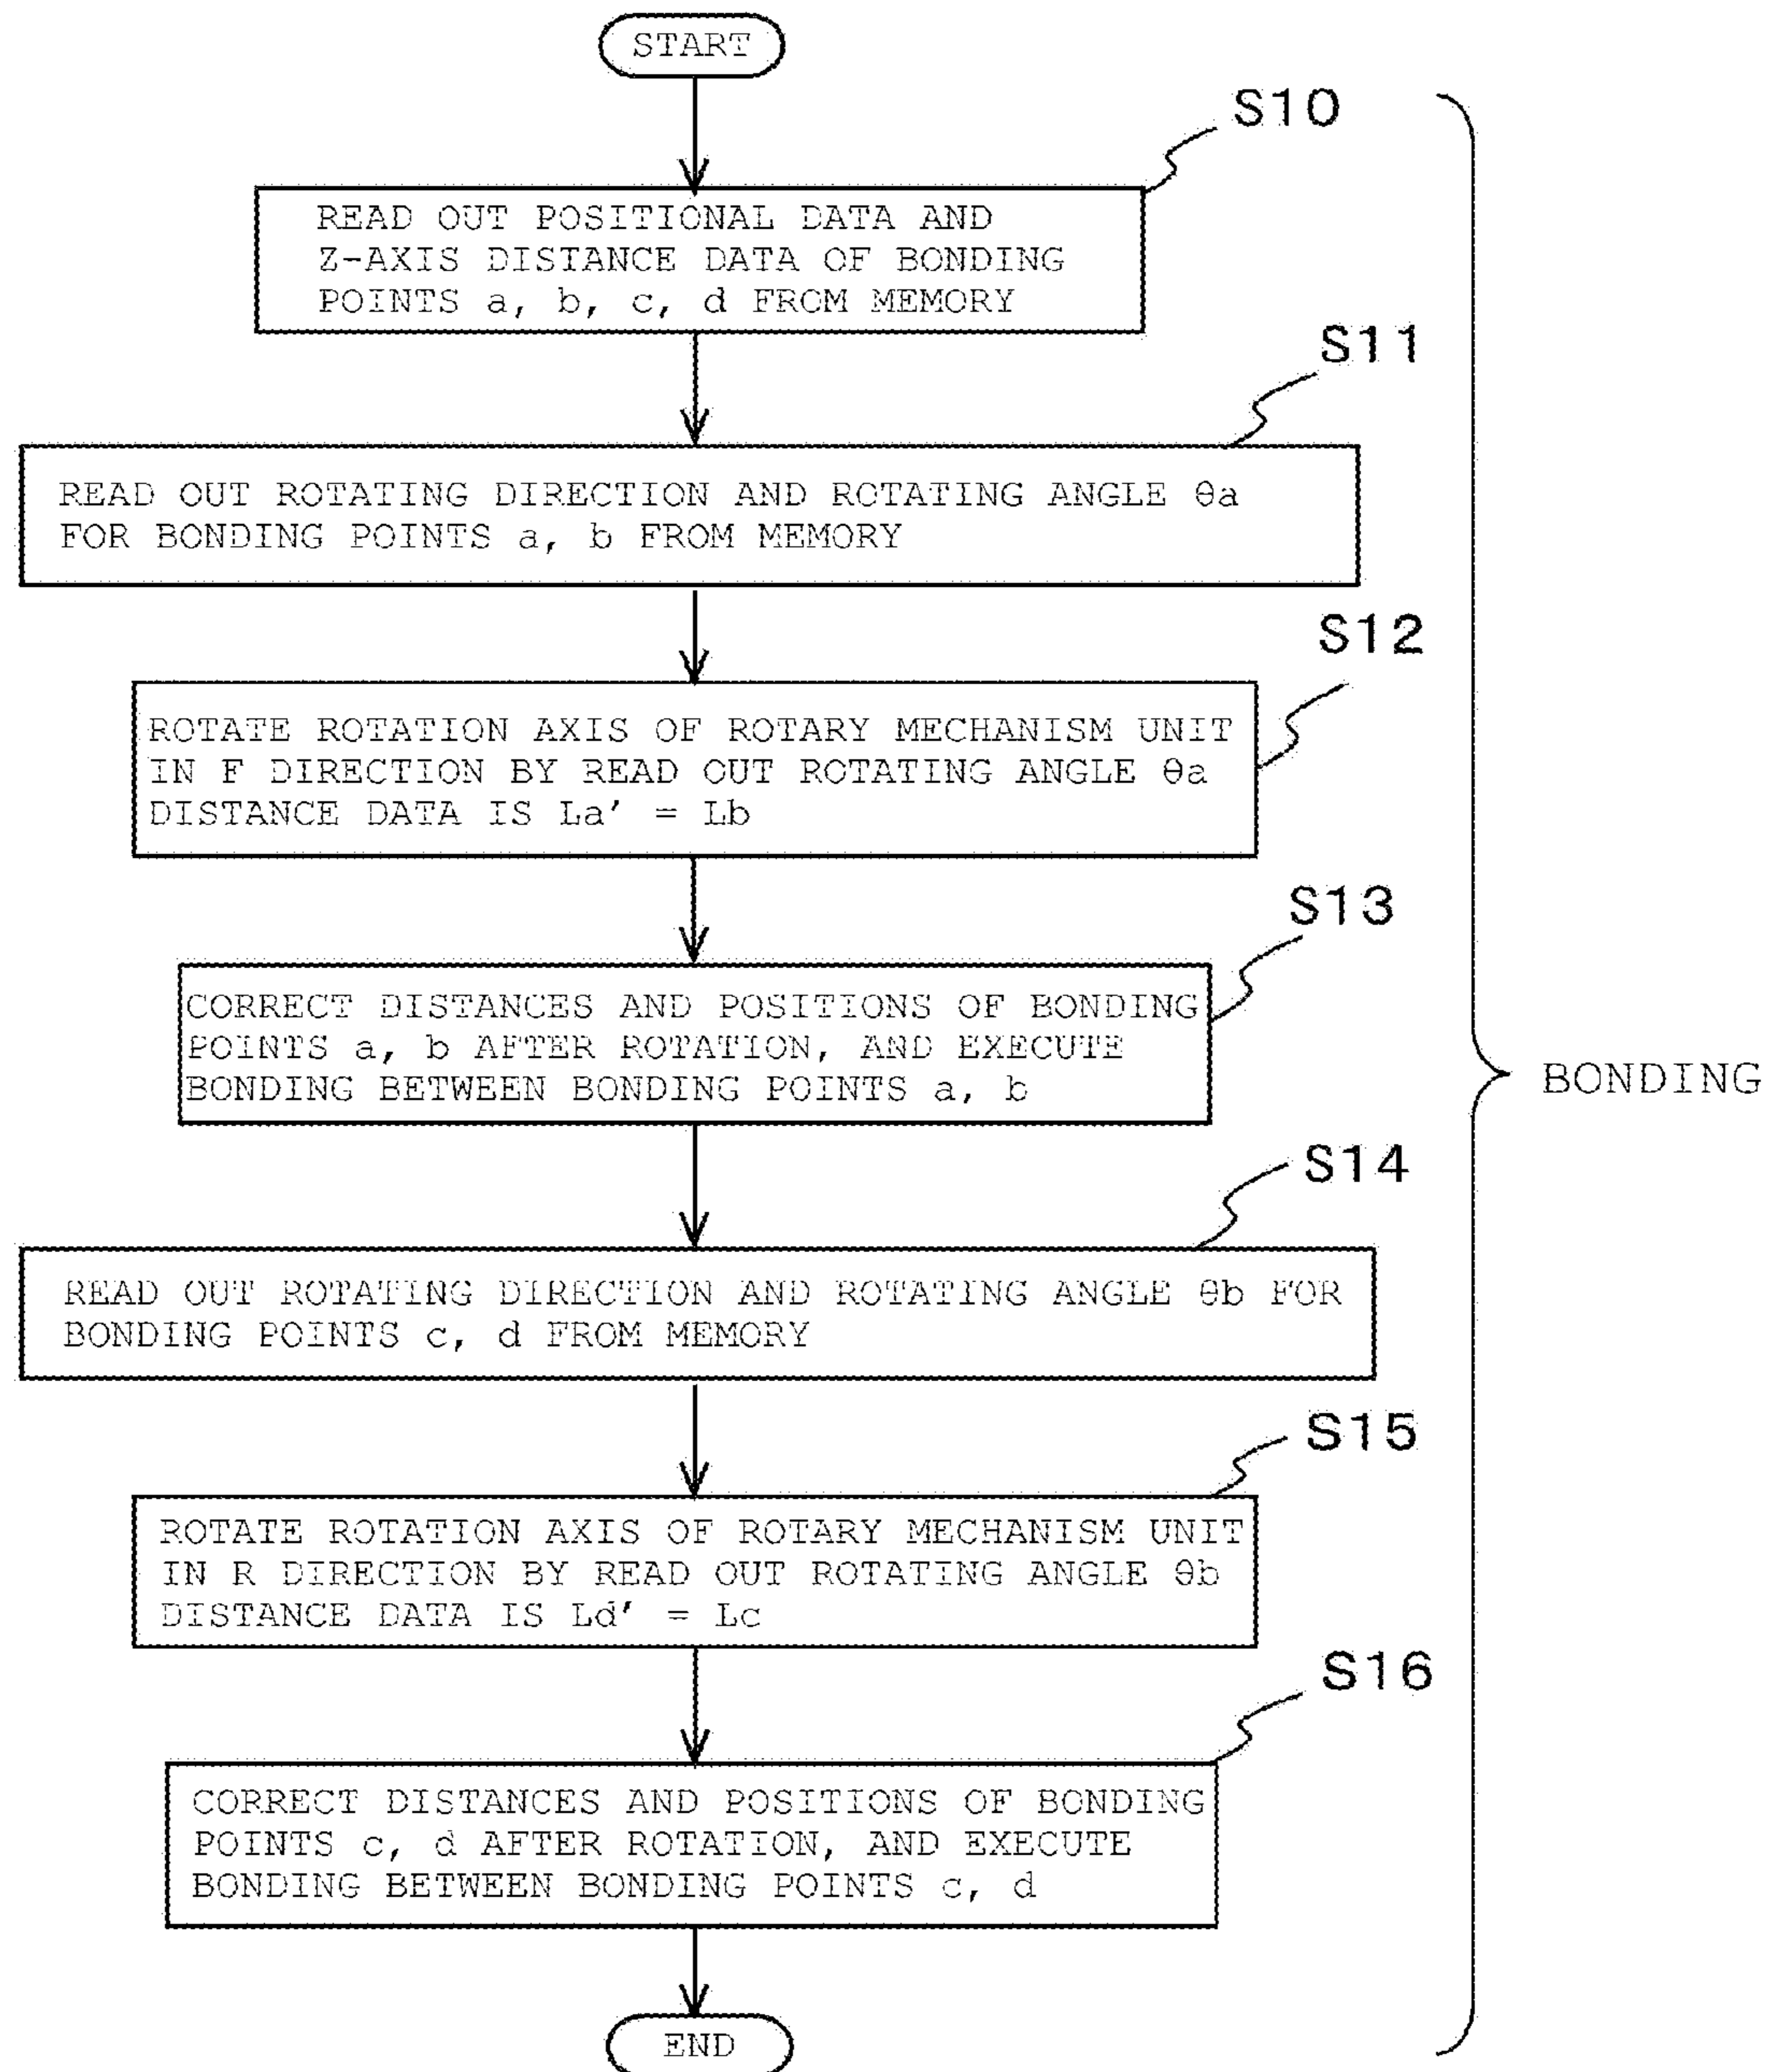 START
S10
READ OUT POSITIONAL DATA AND
Z-AXIS DISTANCE DATA OF BONDING
POINTS a, b, c, d FROM MEMORY
S11
READ OUT ROTATING DIRECTION AND ROTATING ANGLE θa
FOR BONDING POINTS a, b FROM MEMORY
S12
ROTATE ROTATION AXIS OF ROTARY MECHANISM UNIT
IN F DIRECTION BY READ OUT ROTATING ANGLE θa
DISTANCE DATA IS La' = Lb
S13
CORRECT DISTANCES AND POSITIONS OF BONDING
POINTS a, b AFTER ROTATION, AND EXECUTE
BONDING BETWEEN BONDING POINTS a, b
BONDING
S14
READ OUT ROTATING DIRECTION AND ROTATING ANGLE θb FOR
BONDING POINTS c, d FROM MEMORY
S15
ROTATE ROTATION AXIS OF ROTARY MECHANISM UNIT
IN R DIRECTION BY READ OUT ROTATING ANGLE θb
DISTANCE DATA IS Ld' = Lc
S16
CORRECT DISTANCES AND POSITIONS OF BONDING
POINTS c, d AFTER ROTATION, AND EXECUTE
BONDING BETWEEN BONDING POINTS c, d
END